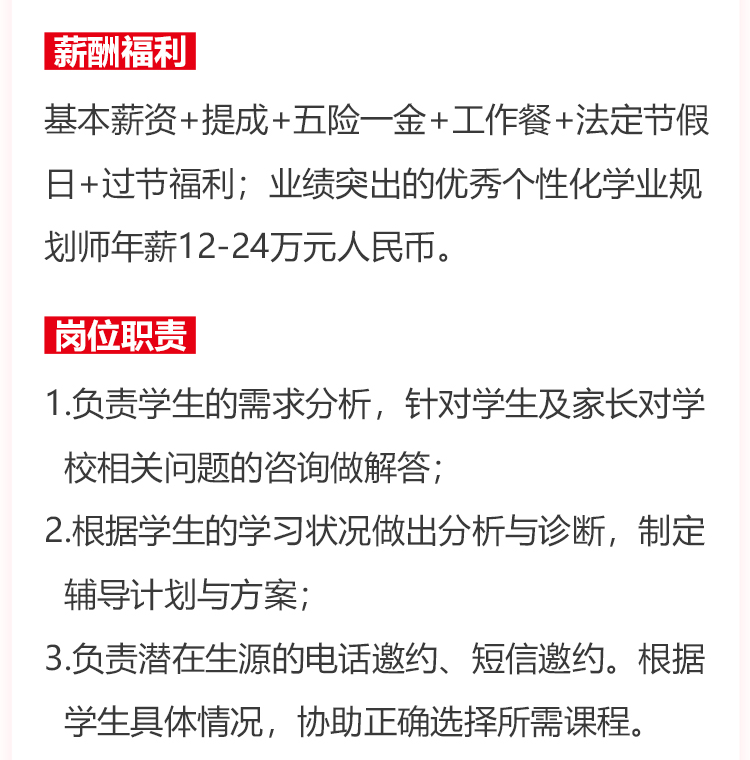 薪酬福利
基本薪资+提成+五险一金+工作餐+法定节假
日+过节福利；业绩突出的优秀个性化学业规
划师年薪12-24万元人民币。
岗位职责
1.负责学生的需求分析，针对学生及家长对学
校相关问题的咨询做解答；
2.根据学生的学习状况做出分析与诊断，制定
辅导计划与方案；
3.负责潜在生源的电话邀约、短信邀约。根据
学生具体情况，协助正确选择所需课程。